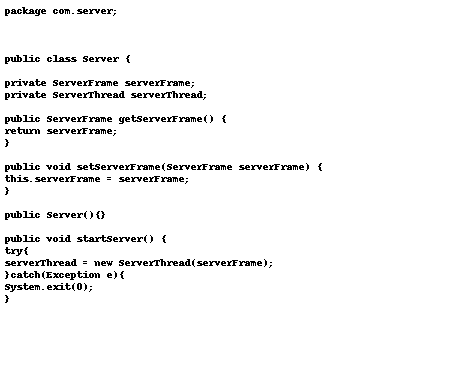 package com.server;
public class Server {
private ServerFrame serverFrame;
private ServerThread serverThread;
public ServerFrame getServerFrame() {
return serverFrame;
}
public void setServerFrame(ServerFrame serverFrame) {
this.serverFrame = serverFrame;
}
public Server(){}
public void startServer() {
try{
serverThread = new ServerThread(serverFrame);
}catch(Exception e){
System.exit(0);
}